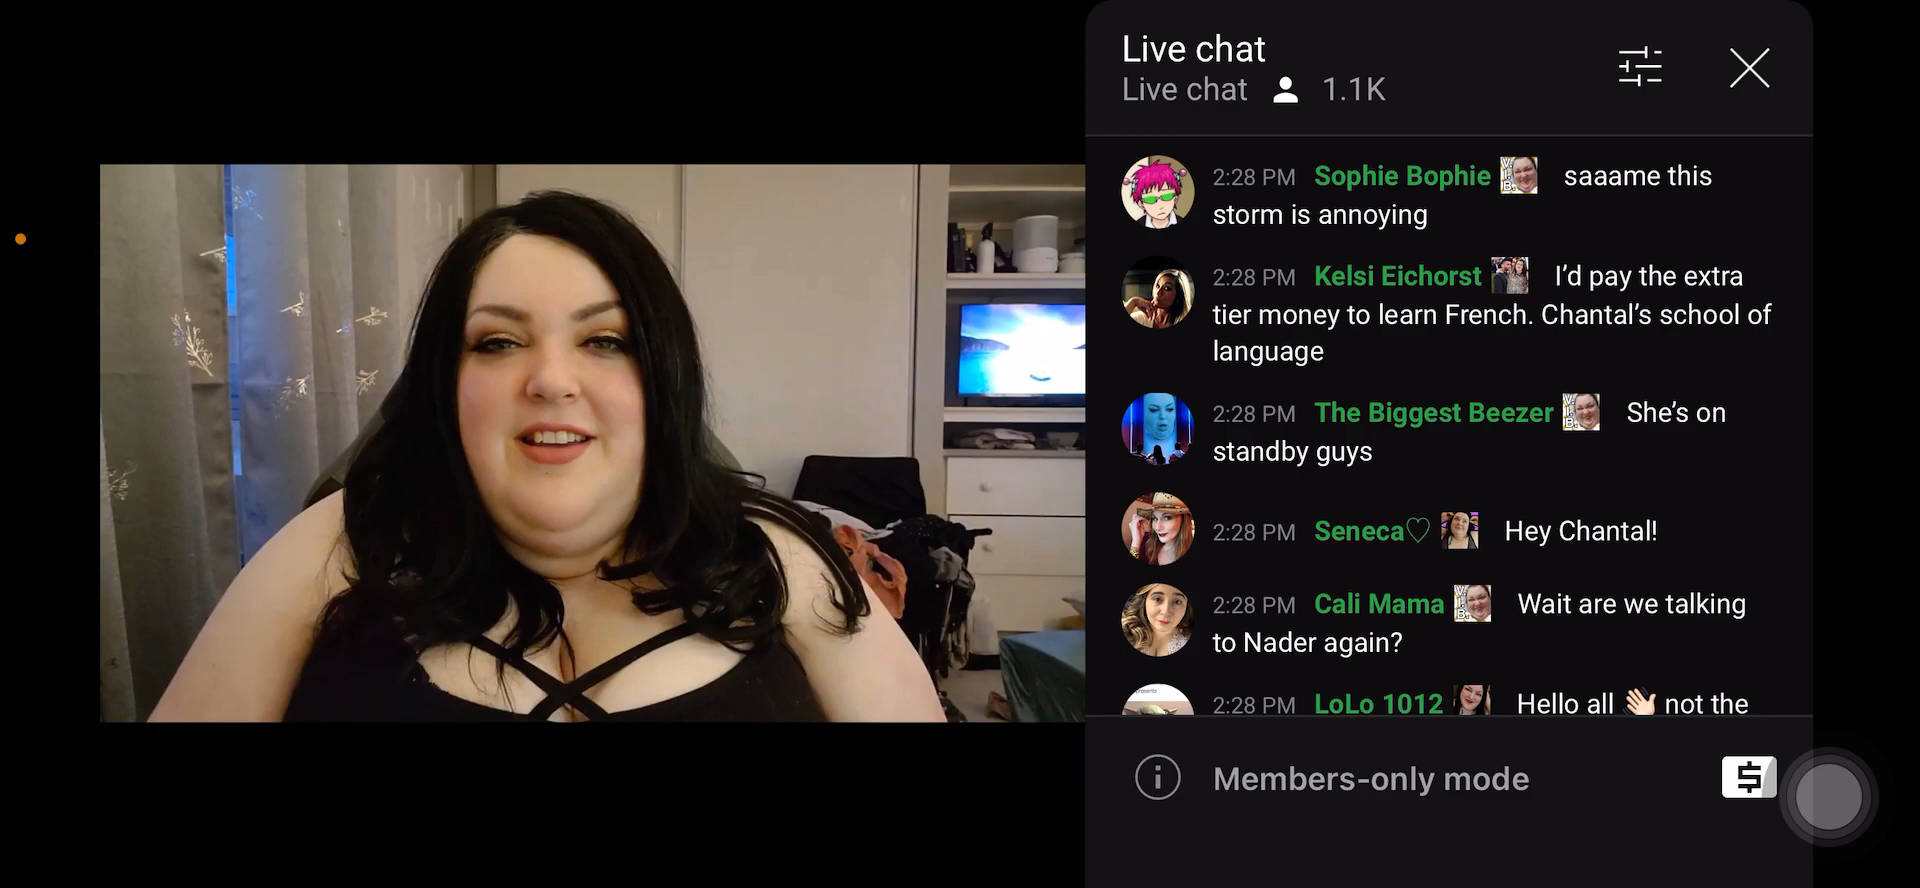 Live chat
Live chat 1.1K
2:28 PM Sophie Bophie saaame this
storm is annoying
2:28 PM Kelsi Eichorst I’d pay the extra
tier money to learn French. Chantal’s school of
language
2:28 PM The Biggest Beezer She’s on
standby guys
2:28 PM Seneca♡ Hey Chantal!
2:28 PM Cali Mama Wait are we talking
to Nader again?
2:28 PM LoLo 1012 Hello all 👋🏻 not the
Members-only mode